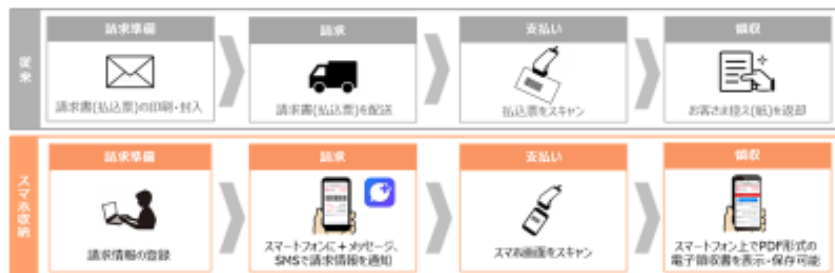 従来
請求準備
請求書(払込票)の印刷・封入
請求
請求書(払込票)を配送
支払い
払込票をスキャン
領収
お客さま控え(紙)を返却
スマホ収納
請求準備
請求情報の登録
請求
スマートフォンに+メッセージ、
SMSで請求情報を通知
支払い
スマホ画面をスキャン
領収
スマートフォン上でPDF形式の
電子領収書を表示・保存可能